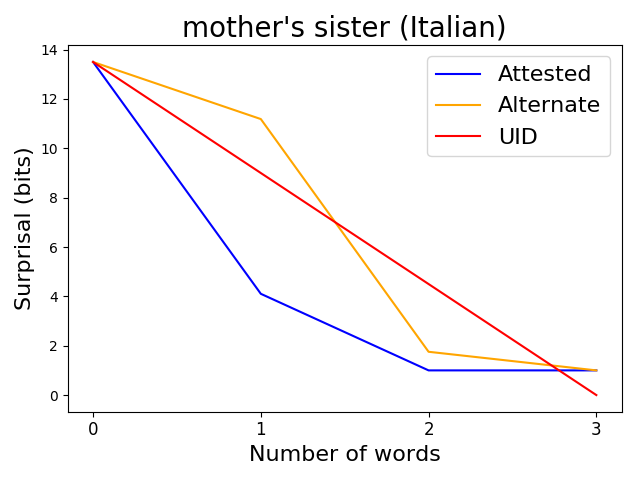 mother's sister (Italian)
Attested
Alternate
UID
Surprisal (bits)
14
12
10
8
6
4
2
0
0 1 2 3
Number of words